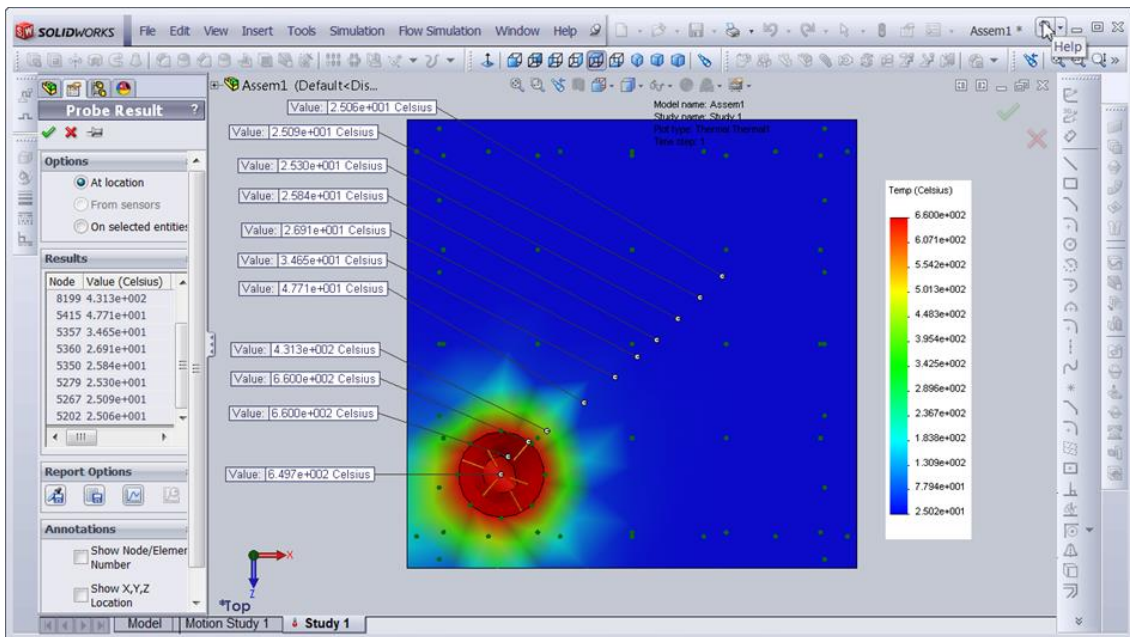 SOLIDWORKS File Edit View Insert Tools Simulation Flow Simulation Window Help Assem1 *
Help
Assem1 (Default<Dis...
Probe Result ?
Options
At location
From sensors
On selected entities
Results
Node Value (Celsius)
8199 4.313e+002
5415 4.771e+001
5357 3.465e+001
5360 2.691e+001
5350 2.584e+001
5279 2.530e+001
5267 2.509e+001
5202 2.506e+001
Report Options
Annotations
Show Node/Elemer
Number
Show X,Y,Z
Location
Value: 2.506e+001 Celsius
Value: 2.509e+001 Celsius
Value: 2.530e+001 Celsius
Value: 2.584e+001 Celsius
Value: 2.691e+001 Celsius
Value: 3.465e+001 Celsius
Value: 4.771e+001 Celsius
Value: 4.313e+002 Celsius
Value: 6.600e+002 Celsius
Value: 6.600e+002 Celsius
Value: 6.497e+002 Celsius
Model name: Assem1
Study name: Study 1
Plot type: Thermal Thermal1
Time step: 1
Temp (Celsius)
6.600e+002
6.071e+002
5.542e+002
5.013e+002
4.483e+002
3.954e+002
3.425e+002
2.896e+002
2.367e+002
1.838e+002
1.309e+002
7.794e+001
2.502e+001
X
Z
*Top
Model Motion Study 1 Study 1